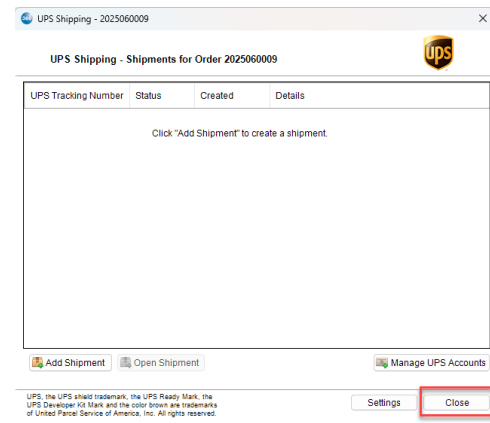 360 UPS Shipping - 2025060009
UPS Shipping - Shipments for Order 2025060009
ups
UPS Tracking Number Status Created Details
Click "Add Shipment" to create a shipment.
Add Shipment Open Shipment Manage UPS Accounts
UPS, the UPS shield trademark, the UPS Ready Mark, the
UPS Developer Kit Mark and the color brown are trademarks
of United Parcel Service of America, Inc. All rights reserved.
Settings Close